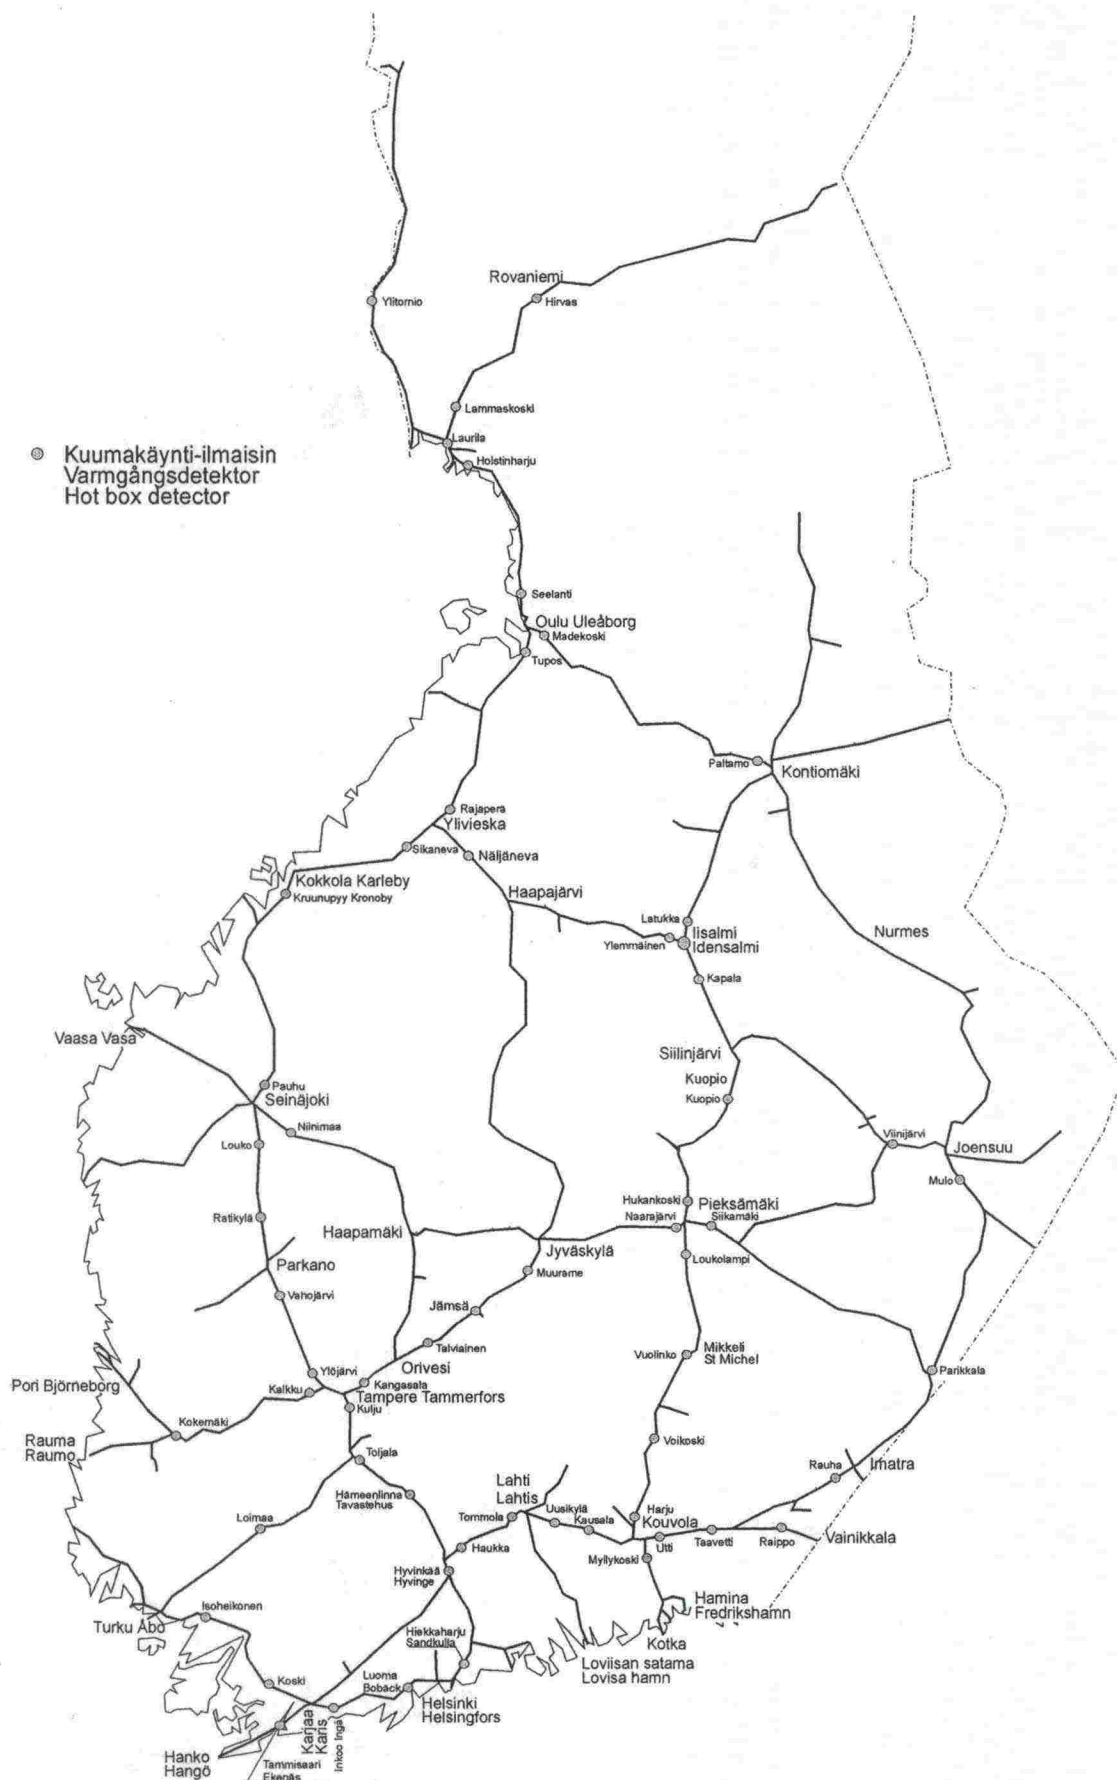 Rovaniemi
Hirvas
Ylitornio
Lammaskoski
Laurila
Kuumakäynti-ilmaisin
Varmgångsdetektor
Hot box detector
Holstinharju
Seelanti
Oulu Uleåborg
Madekoski
Tupos
Paltamo
Kontiomäki
Rajaperä
Ylivieska
Sikaneva
Näljäneva
Kokkola Karleby
Kruunupyy Kronoby
Haapajärvi
Latukka
Iisalmi
Idensalmi
Ylemmäinen
Nurmes
Kapala
Vaasa Vasa
Siilinjärvi
Kuopio
Kuopio
Pauhu
Seinäjoki
Niinimaa
Louko
Viinijärvi
Joensuu
Mulo
Hukankoski
Pieksämäki
Naarajärvi
Siikamäki
Ratikylä
Haapamäki
Jyväskylä
Loukolampi
Parkano
Muurame
Vahojärvi
Jämsä
Talviainen
Vuolinko
Mikkeli
St Michel
Orivesi
Parikkala
Ylöjärvi
Kangasala
Pori Björneborg
Kalkku
Tampere Tammerfors
Kulju
Kokemäki
Rauma
Raumo
Voikoski
Toijala
Rauha
Imatra
Lahti
Lahtis
Hämeenlinna
Tavastehus
Tommola
Uusikylä
Kausala
Harju
Kouvola
Loimaa
Utti
Taavetti
Raippo
Vainikkala
Haukka
Myllykoski
Hyvinkää
Hyvinge
Hamina
Fredrikshamn
Isoheikonen
Turku Åbo
Hiekkaharju
Sandkulla
Kotka
Loviisan satama
Lovisa hamn
Koski
Luoma
Bobäck
Helsinki
Helsingfors
Karjaa
Karis
Inkoo Ingå
Hanko
Hangö
Tammisaari
Ekenäs